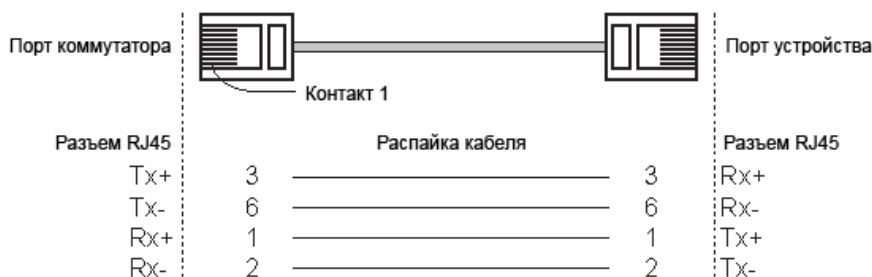 Порт коммутатора
Порт устройства
Контакт 1
Разъем RJ45 Распайка кабеля Разъем RJ45
Tx+ 3 3 Rx+
Tx- 6 6 Rx-
Rx+ 1 1 Tx+
Rx- 2 2 Tx-